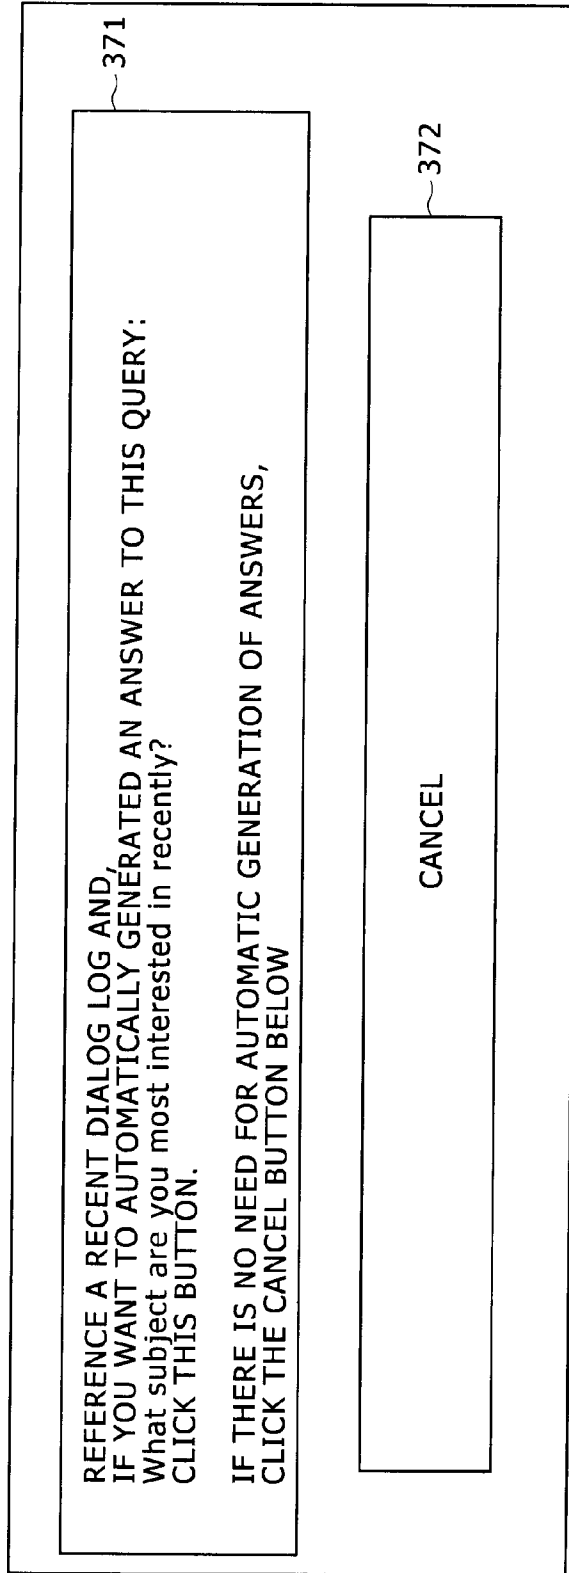 REFERENCE A RECENT DIALOG LOG AND,
IF YOU WANT TO AUTOMATICALLY GENERATED AN ANSWER TO THIS QUERY:
What subject are you most interested in recently?
CLICK THIS BUTTON.
IF THERE IS NO NEED FOR AUTOMATIC GENERATION OF ANSWERS,
CLICK THE CANCEL BUTTON BELOW
371
CANCEL
372